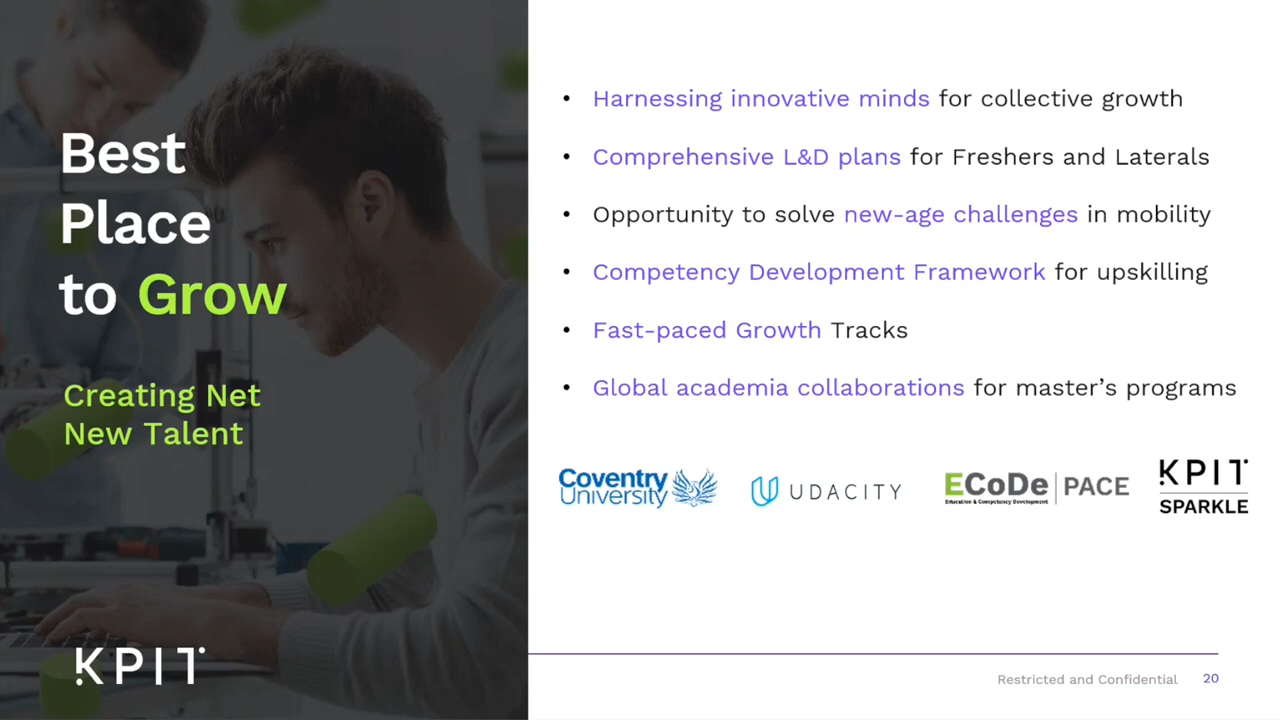 Best
Place
to Grow
Creating Net
New Talent
KPIT
• Harnessing innovative minds for collective growth
• Comprehensive L&D plans for Freshers and Laterals
• Opportunity to solve new-age challenges in mobility
• Competency Development Framework for upskilling
• Fast-paced Growth Tracks
• Global academia collaborations for master’s programs
Coventry
University
UDACITY
ECoDe | PACE
Education & Competency Development
KPIT
SPARKLE
Restricted and Confidential 20